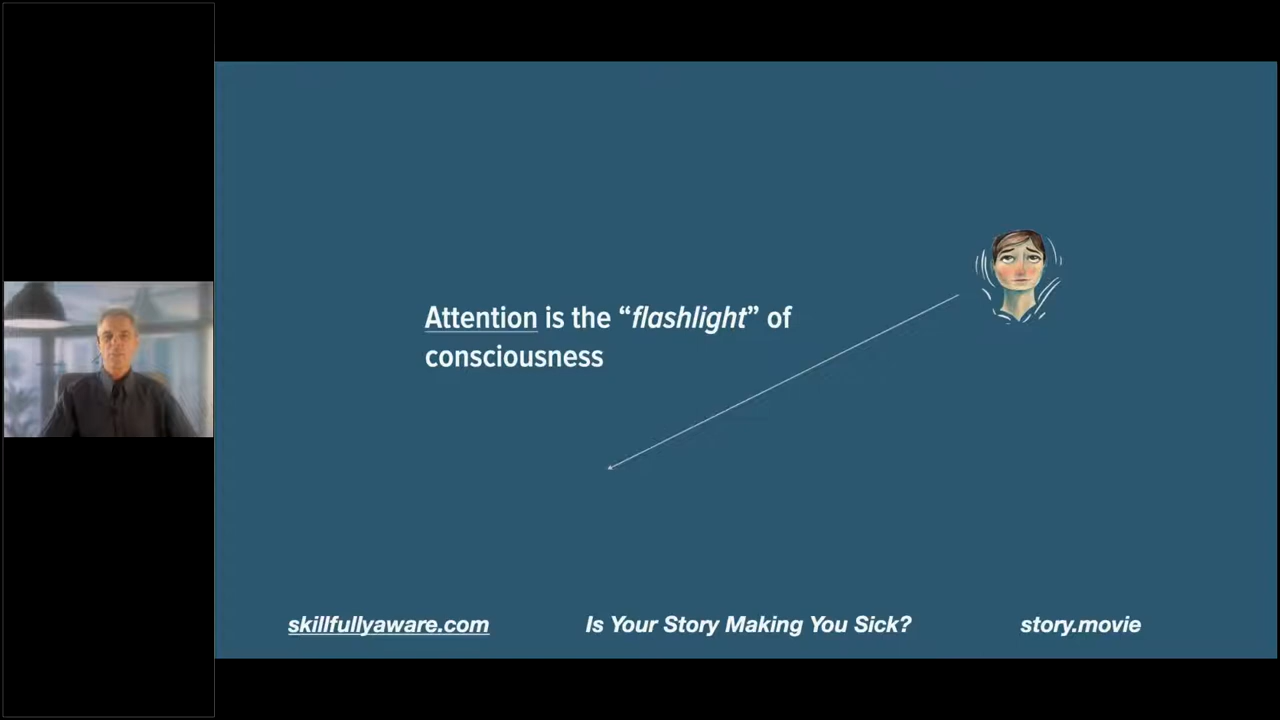 Attention is the “flashlight” of
consciousness
skillfullyaware.com
Is Your Story Making You Sick?
story.movie